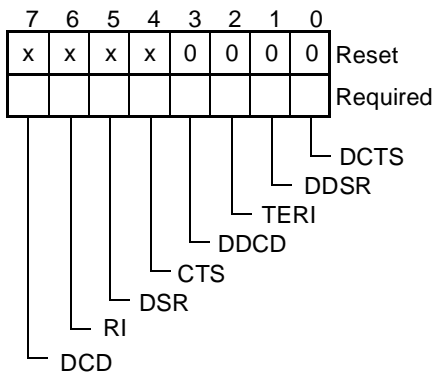 7 6 5 4 3 2 1 0
x x x x 0 0 0 0 Reset
Required
DCTS
DDSR
TERI
DDCD
CTS
DSR
RI
DCD